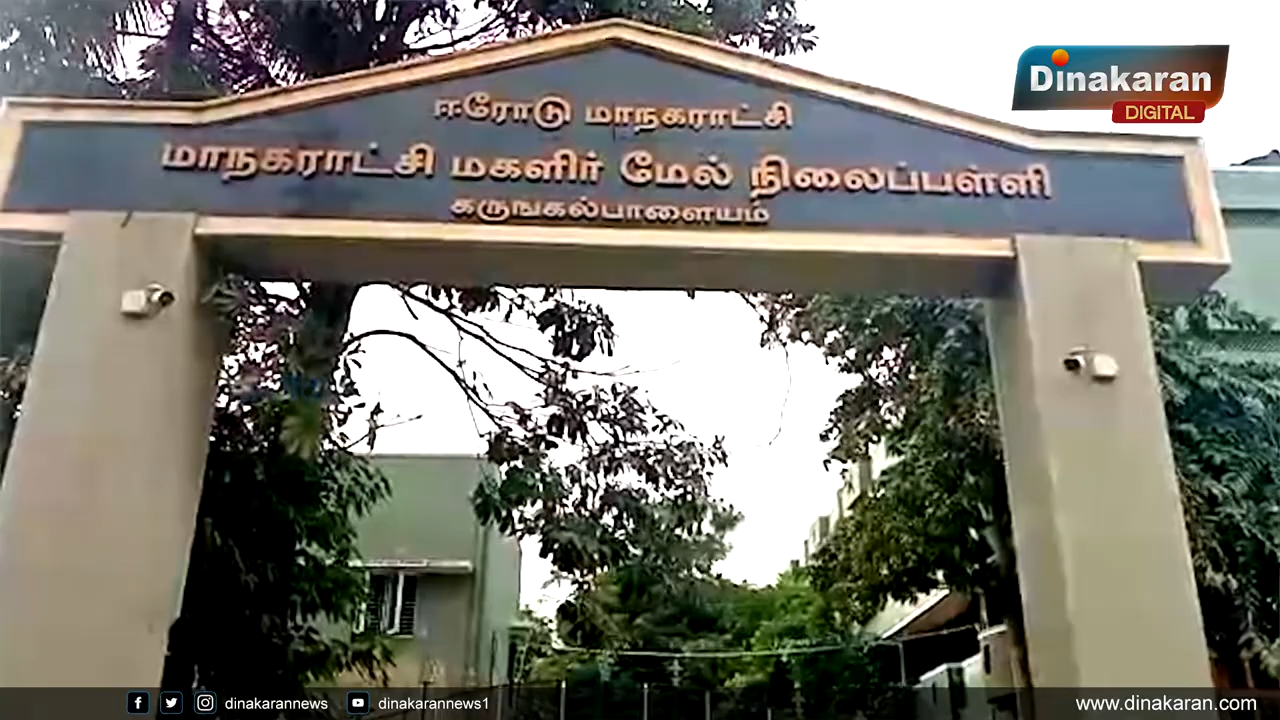 Dinakaran
DIGITAL
ஈரோடு மாநகராட்சி
மாநகராட்சி மகளிர் மேல் நிலைப்பள்ளி
கருங்கல்பாளையம்
dinakarannews
dinakarannews1
www.dinakaran.com